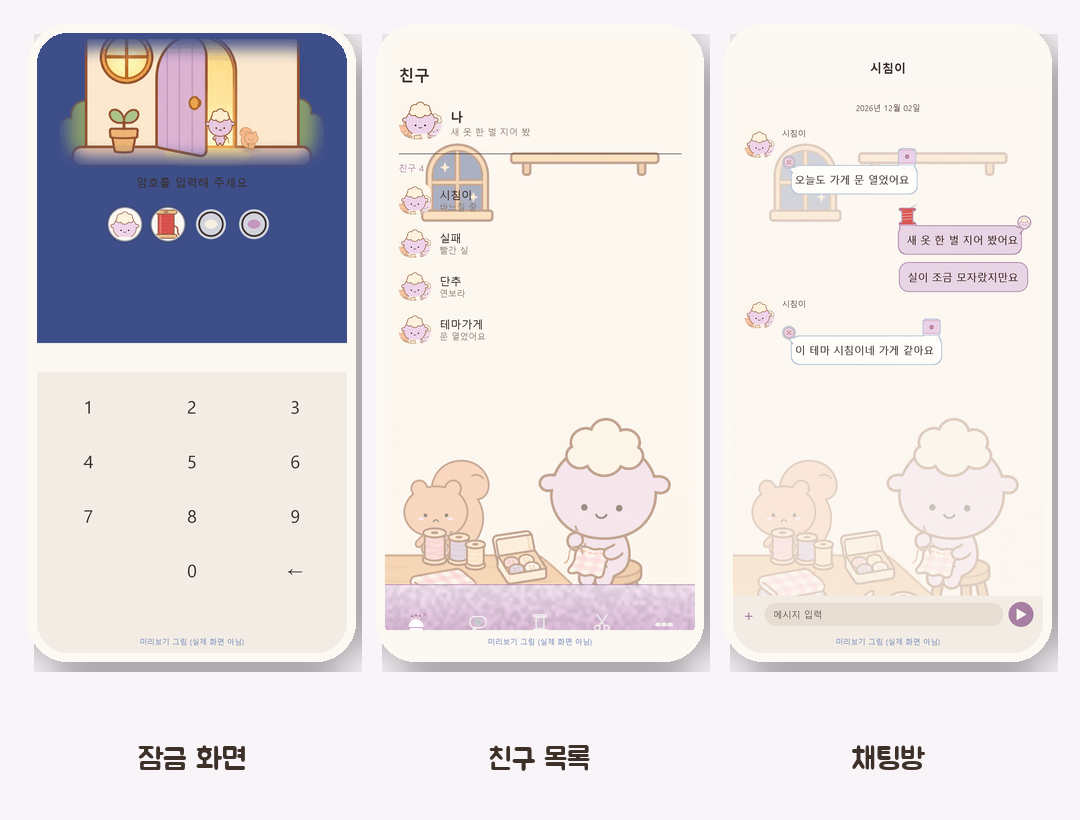 암호를 입력해 주세요
1 2 3
4 5 6
7 8 9
0 ←
미리보기 그림 (실제 화면 아님)
잠금 화면
친구
나
새 옷 한 벌 지어 봤
친구 4
시침이
바느질 중
실패
빨간 실
단추
연보라
테마가게
문 열었어요
미리보기 그림 (실제 화면 아님)
친구 목록
시침이
2026년 12월 02일
시침이
오늘도 가게 문 열었어요
새 옷 한 벌 지어 봤어요
실이 조금 모자랐지만요
시침이
이 테마 시침이네 가게 같아요
+ 메시지 입력
미리보기 그림 (실제 화면 아님)
채팅방